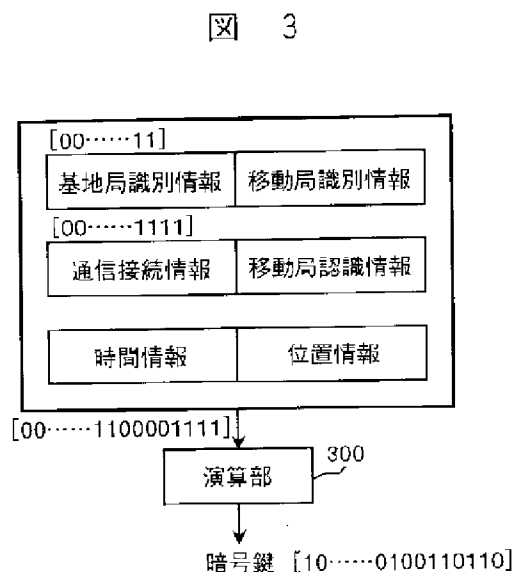 図 3
[00……11]
基地局識別情報 移動局識別情報
[00……1111]
通信接続情報 移動局認識情報
時間情報 位置情報
[00……1100001111]
演算部 300
暗号鍵 [10……0100110110]